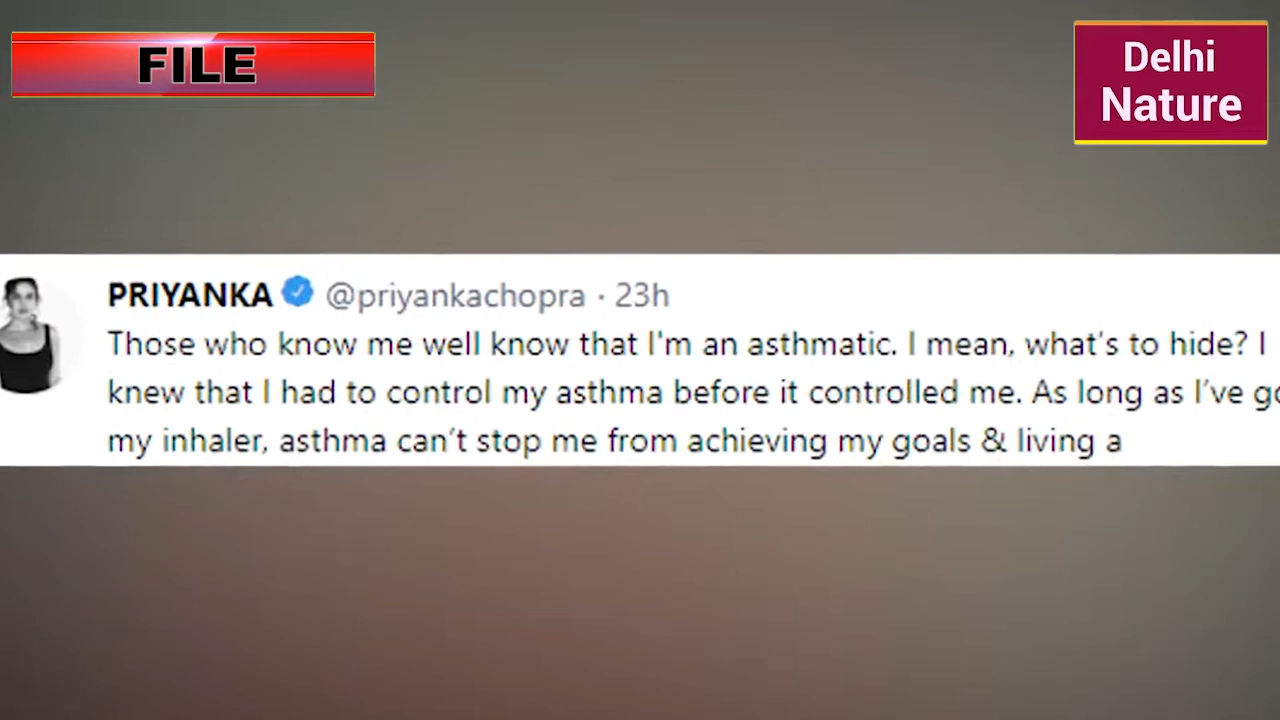 FILE
Delhi
Nature
PRIYANKA @priyankachopra · 23h
Those who know me well know that I'm an asthmatic. I mean, what's to hide? I
knew that I had to control my asthma before it controlled me. As long as I've go
my inhaler, asthma can't stop me from achieving my goals & living a